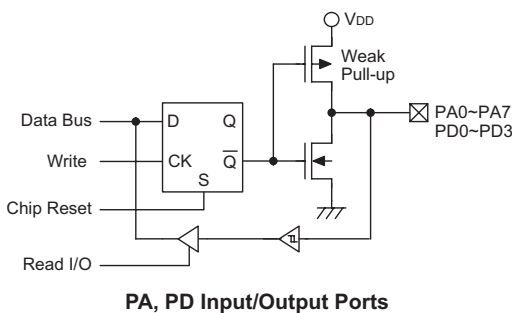 VDD
Weak
Pull-up
PA0~PA7
PD0~PD3
Data Bus
D
Q
Write
CK
Q̅
S
Chip Reset
Read I/O
PA, PD Input/Output Ports